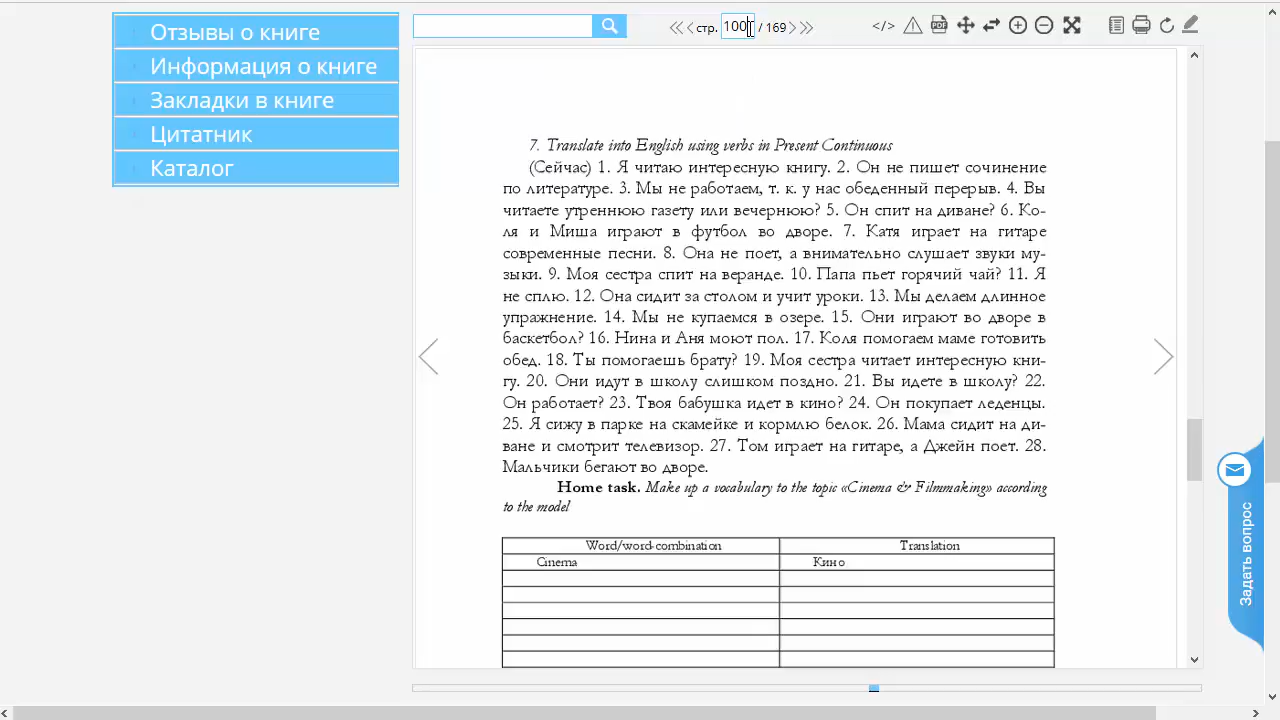 Отзывы о книге
Информация о книге
Закладки в книге
Цитатник
Каталог
стр. 100 / 169
</>
PDF
7. Translate into English using verbs in Present Continuous
(Сейчас) 1. Я читаю интересную книгу. 2. Он не пишет сочинение
по литературе. 3. Мы не работаем, т. к. у нас обеденный перерыв. 4. Вы
читаете утреннюю газету или вечернюю? 5. Он спит на диване? 6. Ко-
ля и Миша играют в футбол во дворе. 7. Катя играет на гитаре
современные песни. 8. Она не поет, а внимательно слушает звуки му-
зыки. 9. Моя сестра спит на веранде. 10. Папа пьет горячий чай? 11. Я
не сплю. 12. Она сидит за столом и учит уроки. 13. Мы делаем длинное
упражнение. 14. Мы не купаемся в озере. 15. Они играют во дворе в
баскетбол? 16. Нина и Аня моют пол. 17. Коля помогаем маме готовить
обед. 18. Ты помогаешь брату? 19. Моя сестра читает интересную кни-
гу. 20. Они идут в школу слишком поздно. 21. Вы идете в школу? 22.
Он работает? 23. Твоя бабушка идет в кино? 24. Он покупает леденцы.
25. Я сижу в парке на скамейке и кормлю белок. 26. Мама сидит на ди-
ване и смотрит телевизор. 27. Том играет на гитаре, а Джейн поет. 28.
Мальчики бегают во дворе.
Home task. Make up a vocabulary to the topic «Cinema & Filmmaking» according
to the model
Word/word-combination Translation
Cinema Кино
Задать вопрос